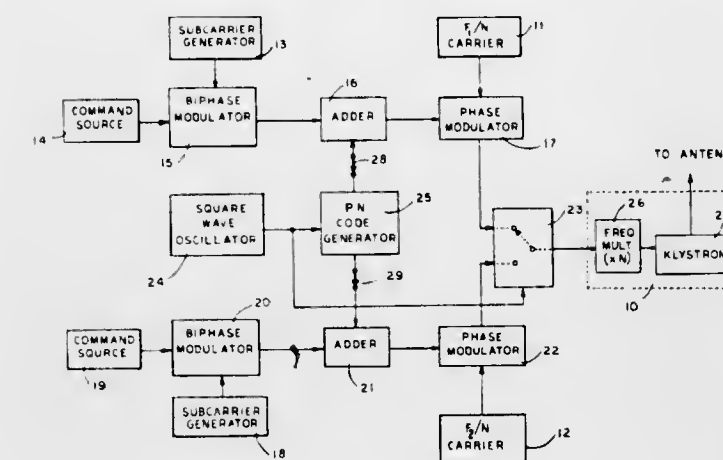 SUBCARRIER
GENERATOR
13
F₁/N
CARRIER
11
COMMAND
SOURCE
14
BIPHASE
MODULATOR
15
16
ADDER
PHASE
MODULATOR
17
28
TO ANTEN
SQUARE
WAVE
OSCILLATOR
24
PN
CODE
GENERATOR
25
23
26
FREQ
MULT
(xN)
KLYSTRON
10
29
20
COMMAND
SOURCE
19
BIPHASE
MODULATOR
ADDER
21
PHASE
MODULATOR
22
SUBCARRIER
GENERATOR
18
F₂/N
CARRIER
12